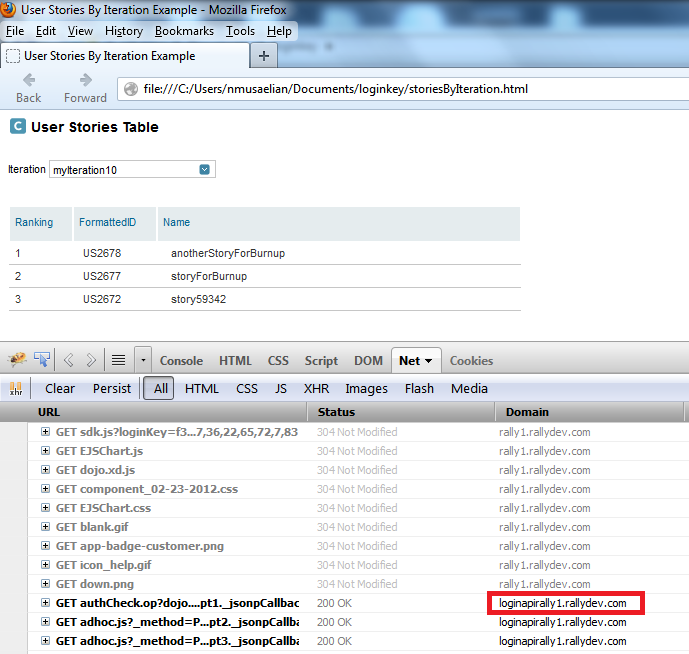 User Stories By Iteration Example - Mozilla Firefox
File Edit View History Bookmarks Tools Help
User Stories By Iteration Example +
Back Forward file:///C:/Users/nmusaelian/Documents/loginkey/storiesByIteration.html
C User Stories Table
Iteration myIteration10
Ranking FormattedID Name
1 US2678 anotherStoryForBurnup
2 US2677 storyForBurnup
3 US2672 story59342
Console HTML CSS Script DOM Net Cookies
xhr Clear Persist All HTML CSS JS XHR Images Flash Media
URL Status Domain
GET sdk.js?loginKey=f3...7,36,22,65,72,7,83 304 Not Modified rally1.rallydev.com
GET EJSChart.js 304 Not Modified rally1.rallydev.com
GET dojo.xd.js 304 Not Modified rally1.rallydev.com
GET component_02-23-2012.css 304 Not Modified rally1.rallydev.com
GET EJSChart.css 304 Not Modified rally1.rallydev.com
GET blank.gif 304 Not Modified rally1.rallydev.com
GET app-badge-customer.png 304 Not Modified rally1.rallydev.com
GET icon_help.gif 304 Not Modified rally1.rallydev.com
GET down.png 304 Not Modified rally1.rallydev.com
GET authCheck.op?dojo....pt1._jsonpCallbac 200 OK loginapirally1.rallydev.com
GET adhoc.js?_method=P...pt2._jsonpCallba 200 OK loginapirally1.rallydev.com
GET adhoc.js?_method=P...pt3._jsonpCallba 200 OK loginapirally1.rallydev.com